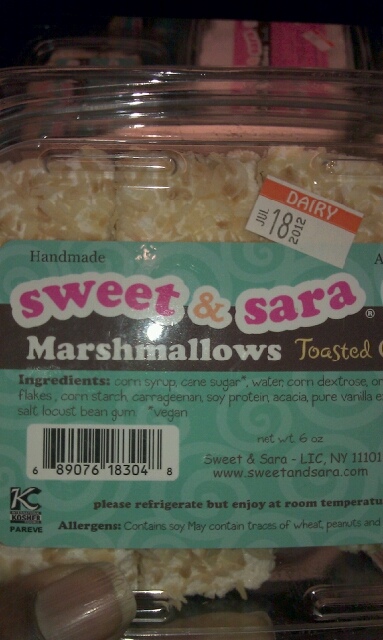 DAIRY
JUL 18 2012
Handmade
sweet & sara ®
Marshmallows Toasted
Ingredients: corn syrup, cane sugar*, water, corn dextrose, or
flakes, corn starch, carrageenan, soy protein, acacia, pure vanilla e
salt locust bean gum *vegan
net wt. 6 oz
6 89076 18304 8
Sweet & Sara - LIC, NY 11101
www.sweetandsara.com
please refrigerate but enjoy at room temperatu
K
KOSHER
PAREVE
Allergens: Contains soy May contain traces of wheat, peanuts and